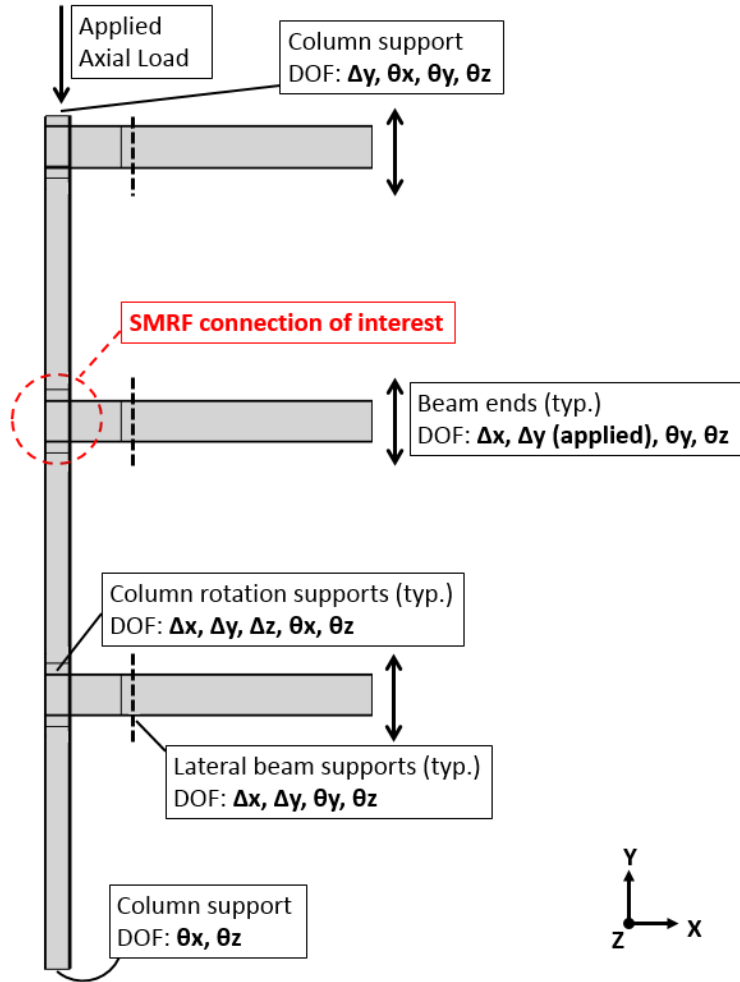 Applied
Axial Load
Column support
DOF: Δy, θx, θy, θz
SMRF connection of interest
Beam ends (typ.)
DOF: Δx, Δy (applied), θy, θz
Column rotation supports (typ.)
DOF: Δx, Δy, Δz, θx, θz
Lateral beam supports (typ.)
DOF: Δx, Δy, θy, θz
Column support
DOF: θx, θz
Y
Z
X